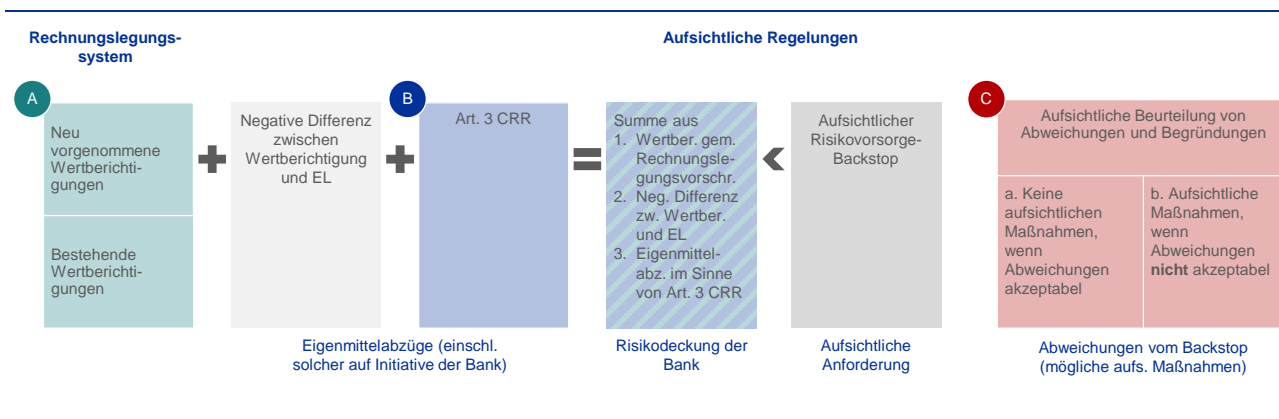 Rechnungslegungs-
system
Aufsichtliche Regelungen
A
Neu
vorgenommene
Wertberichti-
gungen
Bestehende
Wertberichti-
gungen
Negative Differenz
zwischen
Wertberichtigung
und EL
B
Art. 3 CRR
Summe aus
1. Wertber. gem.
Rechnungsle-
gungsvorschr.
2. Neg. Differenz
zw. Wertber.
und EL
3. Eigenmittel-
abz. im Sinne
von Art. 3 CRR
Aufsichtlicher
Risikovorsorge-
Backstop
C
Aufsichtliche Beurteilung von
Abweichungen und Begründungen
a. Keine
aufsichtlichen
Maßnahmen,
wenn
Abweichungen
akzeptabel
b. Aufsichtliche
Maßnahmen,
wenn
Abweichungen
nicht akzeptabel
Eigenmittelabzüge (einschl.
solcher auf Initiative der Bank)
Risikodeckung der
Bank
Aufsichtliche
Anforderung
Abweichungen vom Backstop
(mögliche aufs. Maßnahmen)